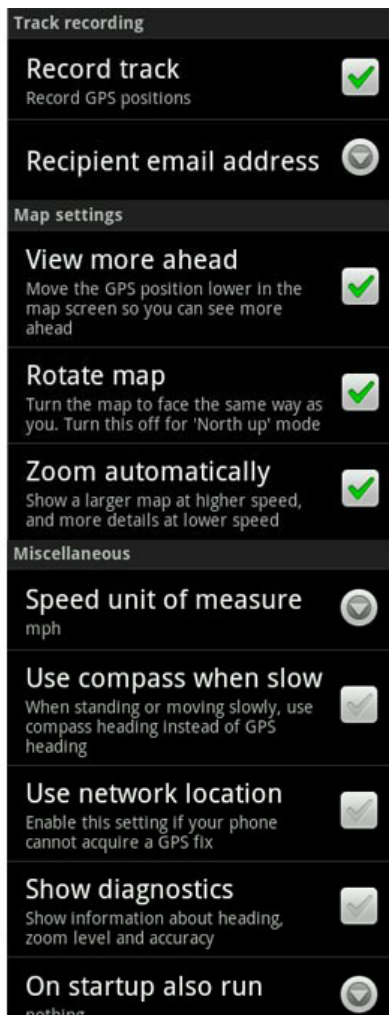 Track recording
Record track
Record GPS positions
Recipient email address
Map settings
View more ahead
Move the GPS position lower in the
map screen so you can see more
ahead
Rotate map
Turn the map to face the same way as
you. Turn this off for 'North up' mode
Zoom automatically
Show a larger map at higher speed,
and more details at lower speed
Miscellaneous
Speed unit of measure
mph
Use compass when slow
When standing or moving slowly, use
compass heading instead of GPS
heading
Use network location
Enable this setting if your phone
cannot acquire a GPS fix
Show diagnostics
Show information about heading,
zoom level and accuracy
On startup also run
nothing